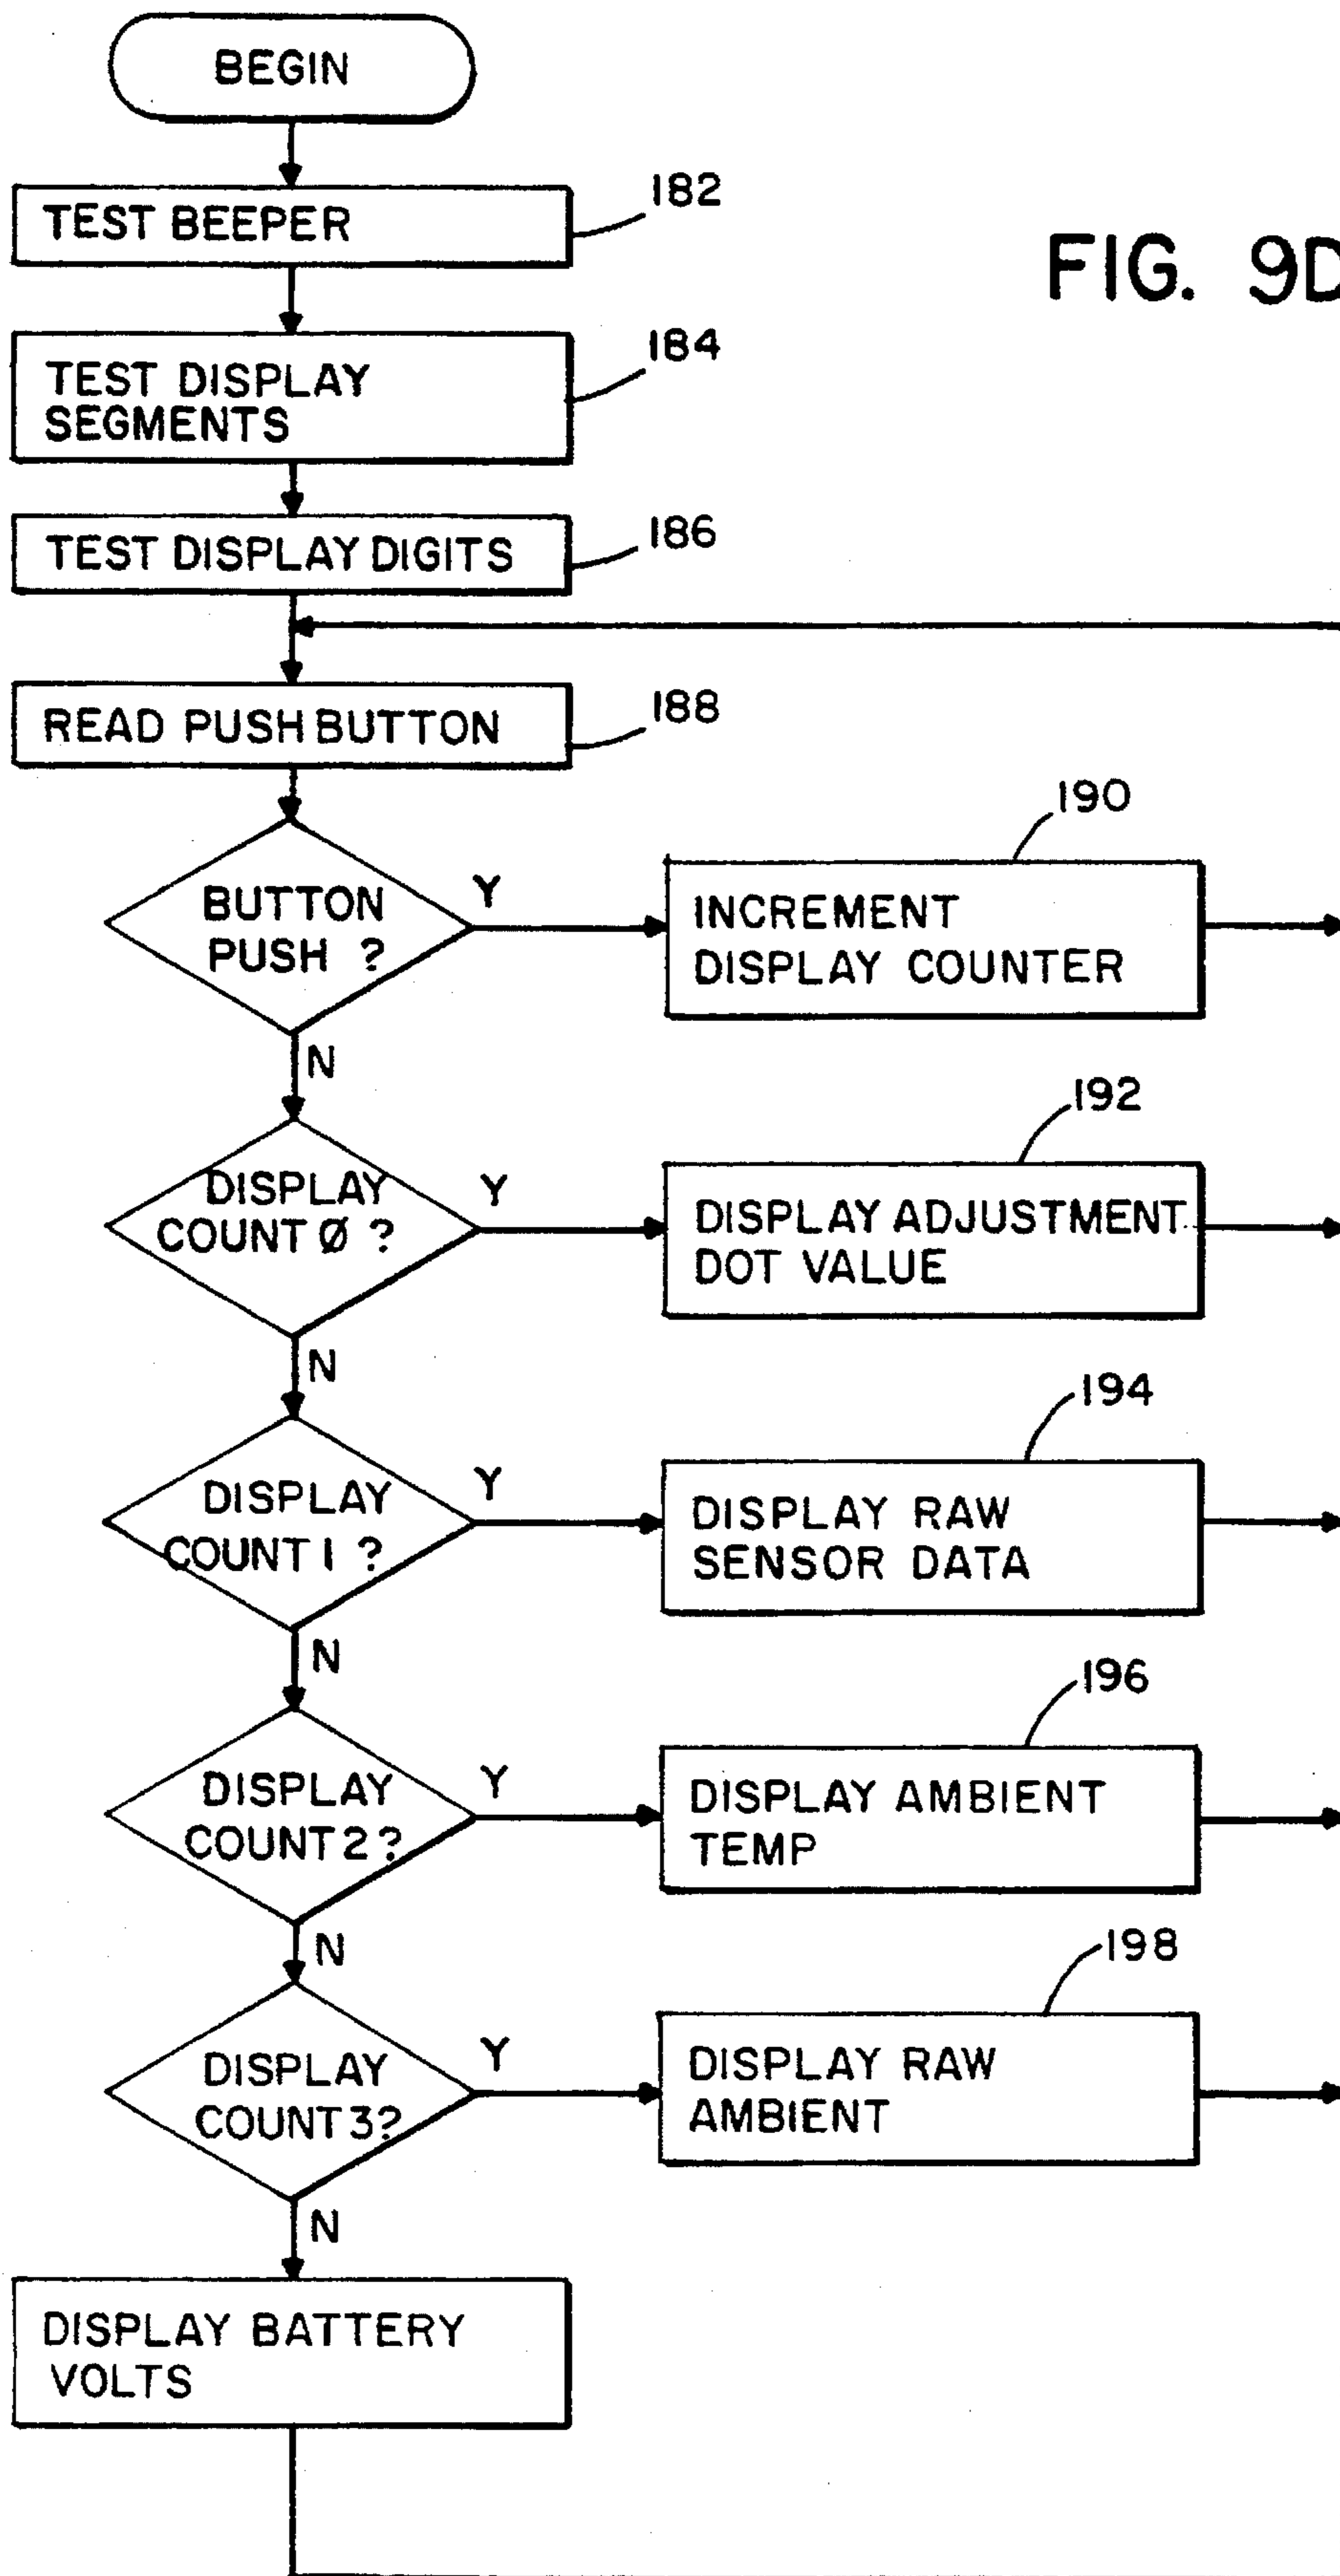 BEGIN
TEST BEEPER
182
FIG. 9D
TEST DISPLAY
SEGMENTS
184
TEST DISPLAY DIGITS
186
READ PUSH BUTTON
188
BUTTON
PUSH ?
Y
N
190
INCREMENT
DISPLAY COUNTER
DISPLAY
COUNT Ø ?
Y
N
192
DISPLAY ADJUSTMENT
DOT VALUE
DISPLAY
COUNT 1 ?
Y
N
194
DISPLAY RAW
SENSOR DATA
DISPLAY
COUNT 2 ?
Y
N
196
DISPLAY AMBIENT
TEMP
DISPLAY
COUNT 3?
Y
N
198
DISPLAY RAW
AMBIENT
DISPLAY BATTERY
VOLTS